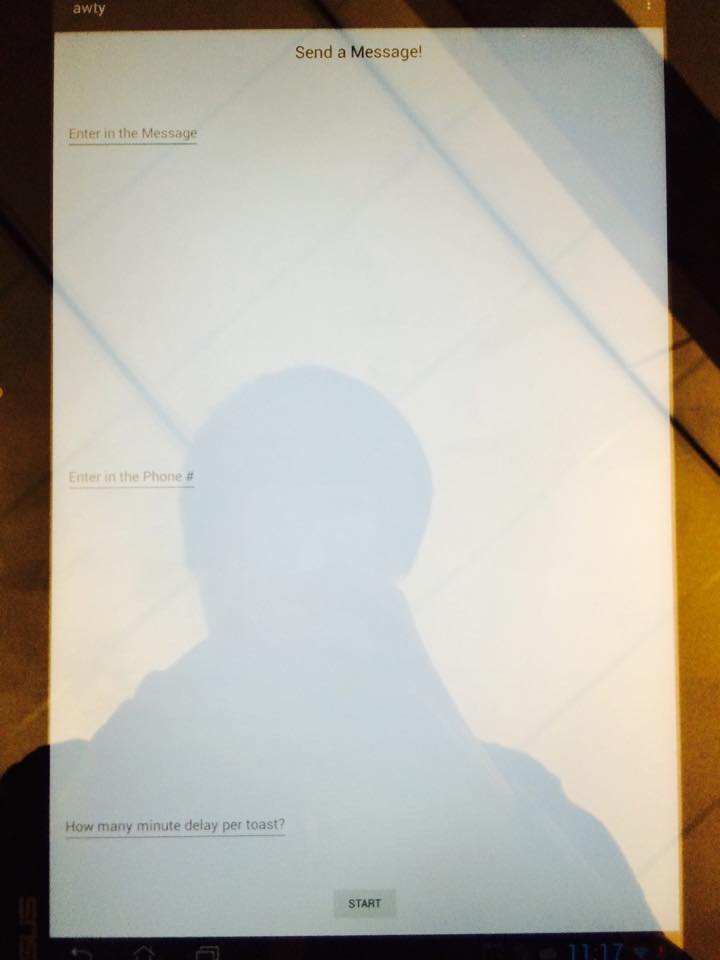 awty
Send a Message!
Enter in the Message
Enter in the Phone #
How many minute delay per toast?
START
11:17